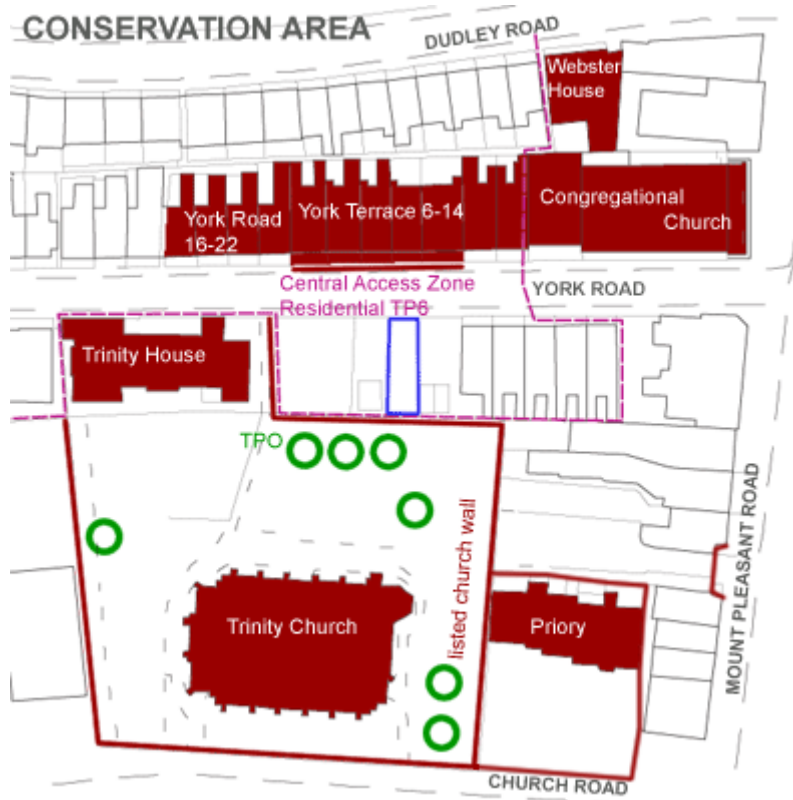 CONSERVATION AREA
DUDLEY ROAD
Webster
House
York Road
16-22
York Terrace 6-14
Congregational
Church
Central Access Zone
Residential TP6
YORK ROAD
Trinity House
TPO
listed church wall
MOUNT PLEASANT ROAD
Trinity Church
Priory
CHURCH ROAD